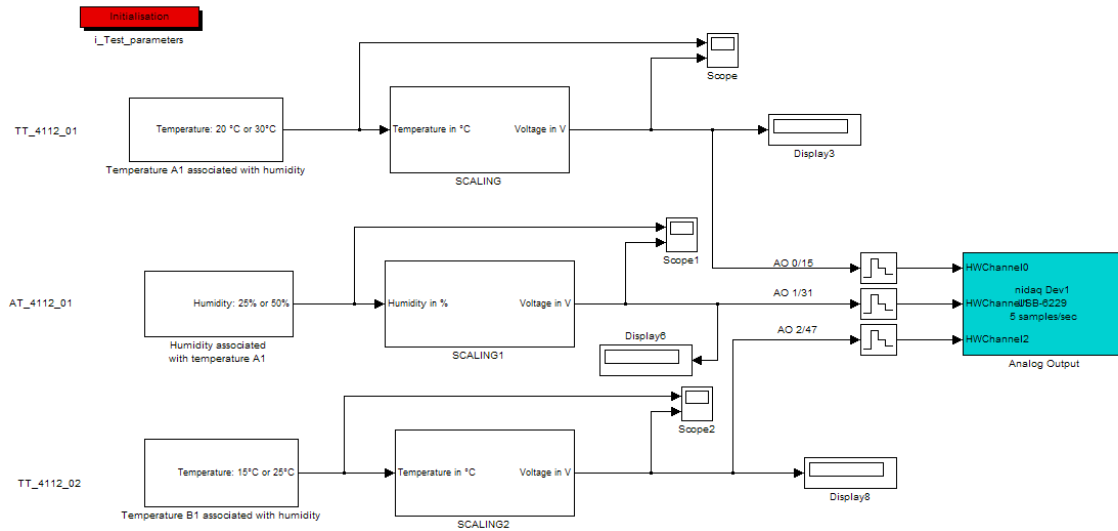 Initialisation
i_Test_parameters
Scope
TT_4112_01
Temperature: 20 °C or 30°C
Temperature in °C
Voltage in V
Display3
Temperature A1 associated with humidity
SCALING
Scope1
AO 0/15
HWChannel0
AT_4112_01
Humidity: 25% or 50%
Humidity in %
Voltage in V
AO 1/31
nidaq Dev1
HWChannel
USB-6229
5 samples/sec
AO 2/47
HWChannel2
Display6
Humidity associated
with temperature A1
SCALING1
Analog Output
Scope2
TT_4112_02
Temperature: 15°C or 25°C
Temperature in °C
Voltage in V
Display8
Temperature B1 associated with humidity
SCALING2